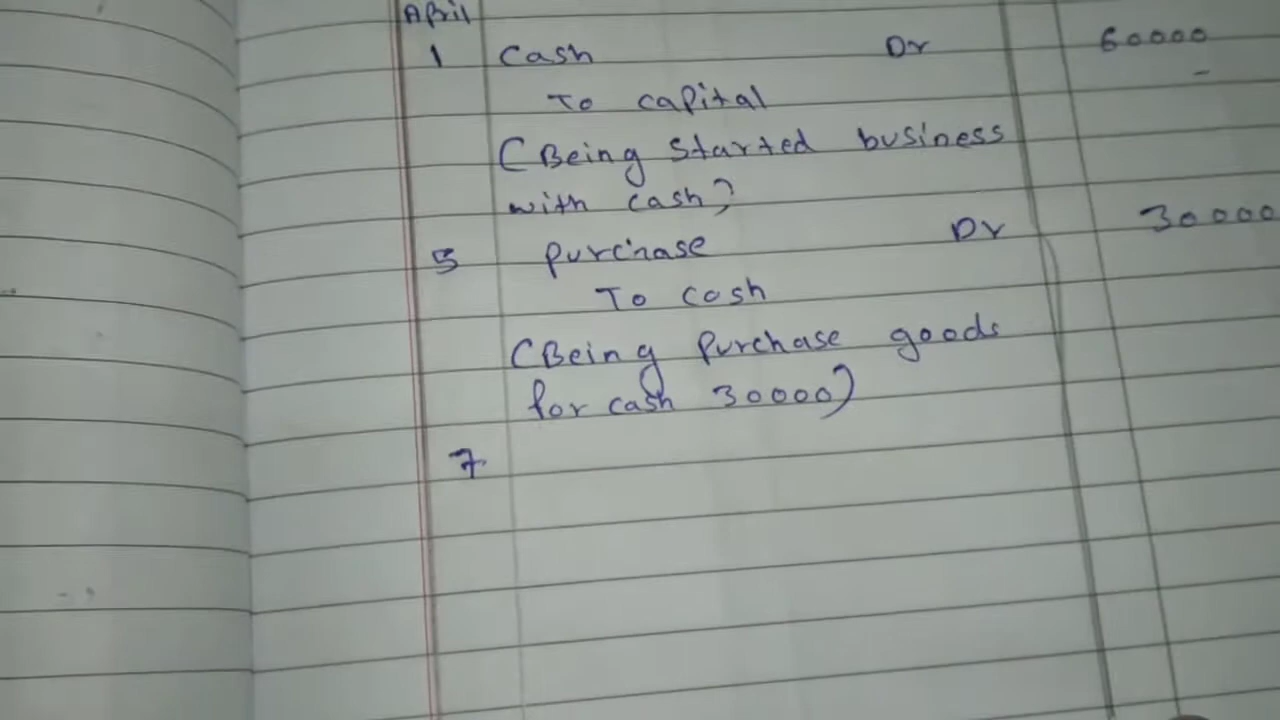 April
1 Cash Dr 60000
To capital
(Being Started business
with cash)
5 purchase Dr 30000
To cash
(Being Purchase goods
for cash 30000)
7